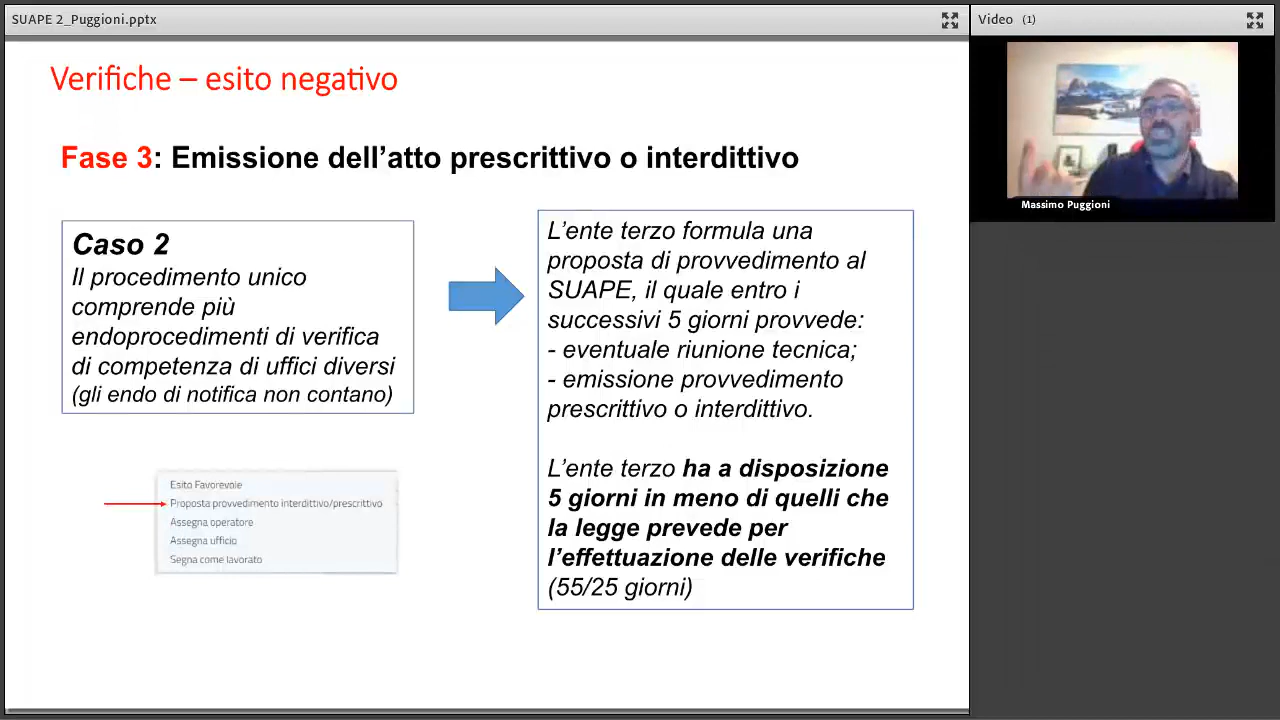 SUAPE 2_Puggioni.pptx
Video (1)
Verifiche – esito negativo
Fase 3: Emissione dell’atto prescrittivo o interdittivo
Caso 2
Il procedimento unico
comprende più
endoprocedimenti di verifica
di competenza di uffici diversi
(gli endo di notifica non contano)
L’ente terzo formula una
proposta di provvedimento al
SUAPE, il quale entro i
successivi 5 giorni provvede:
- eventuale riunione tecnica;
- emissione provvedimento
prescrittivo o interdittivo.
L’ente terzo ha a disposizione
5 giorni in meno di quelli che
la legge prevede per
l’effettuazione delle verifiche
(55/25 giorni)
Esito Favorevole
Proposta provvedimento interdittivo/prescrittivo
Assegna operatore
Assegna ufficio
Segna come lavorato
Massimo Puggioni